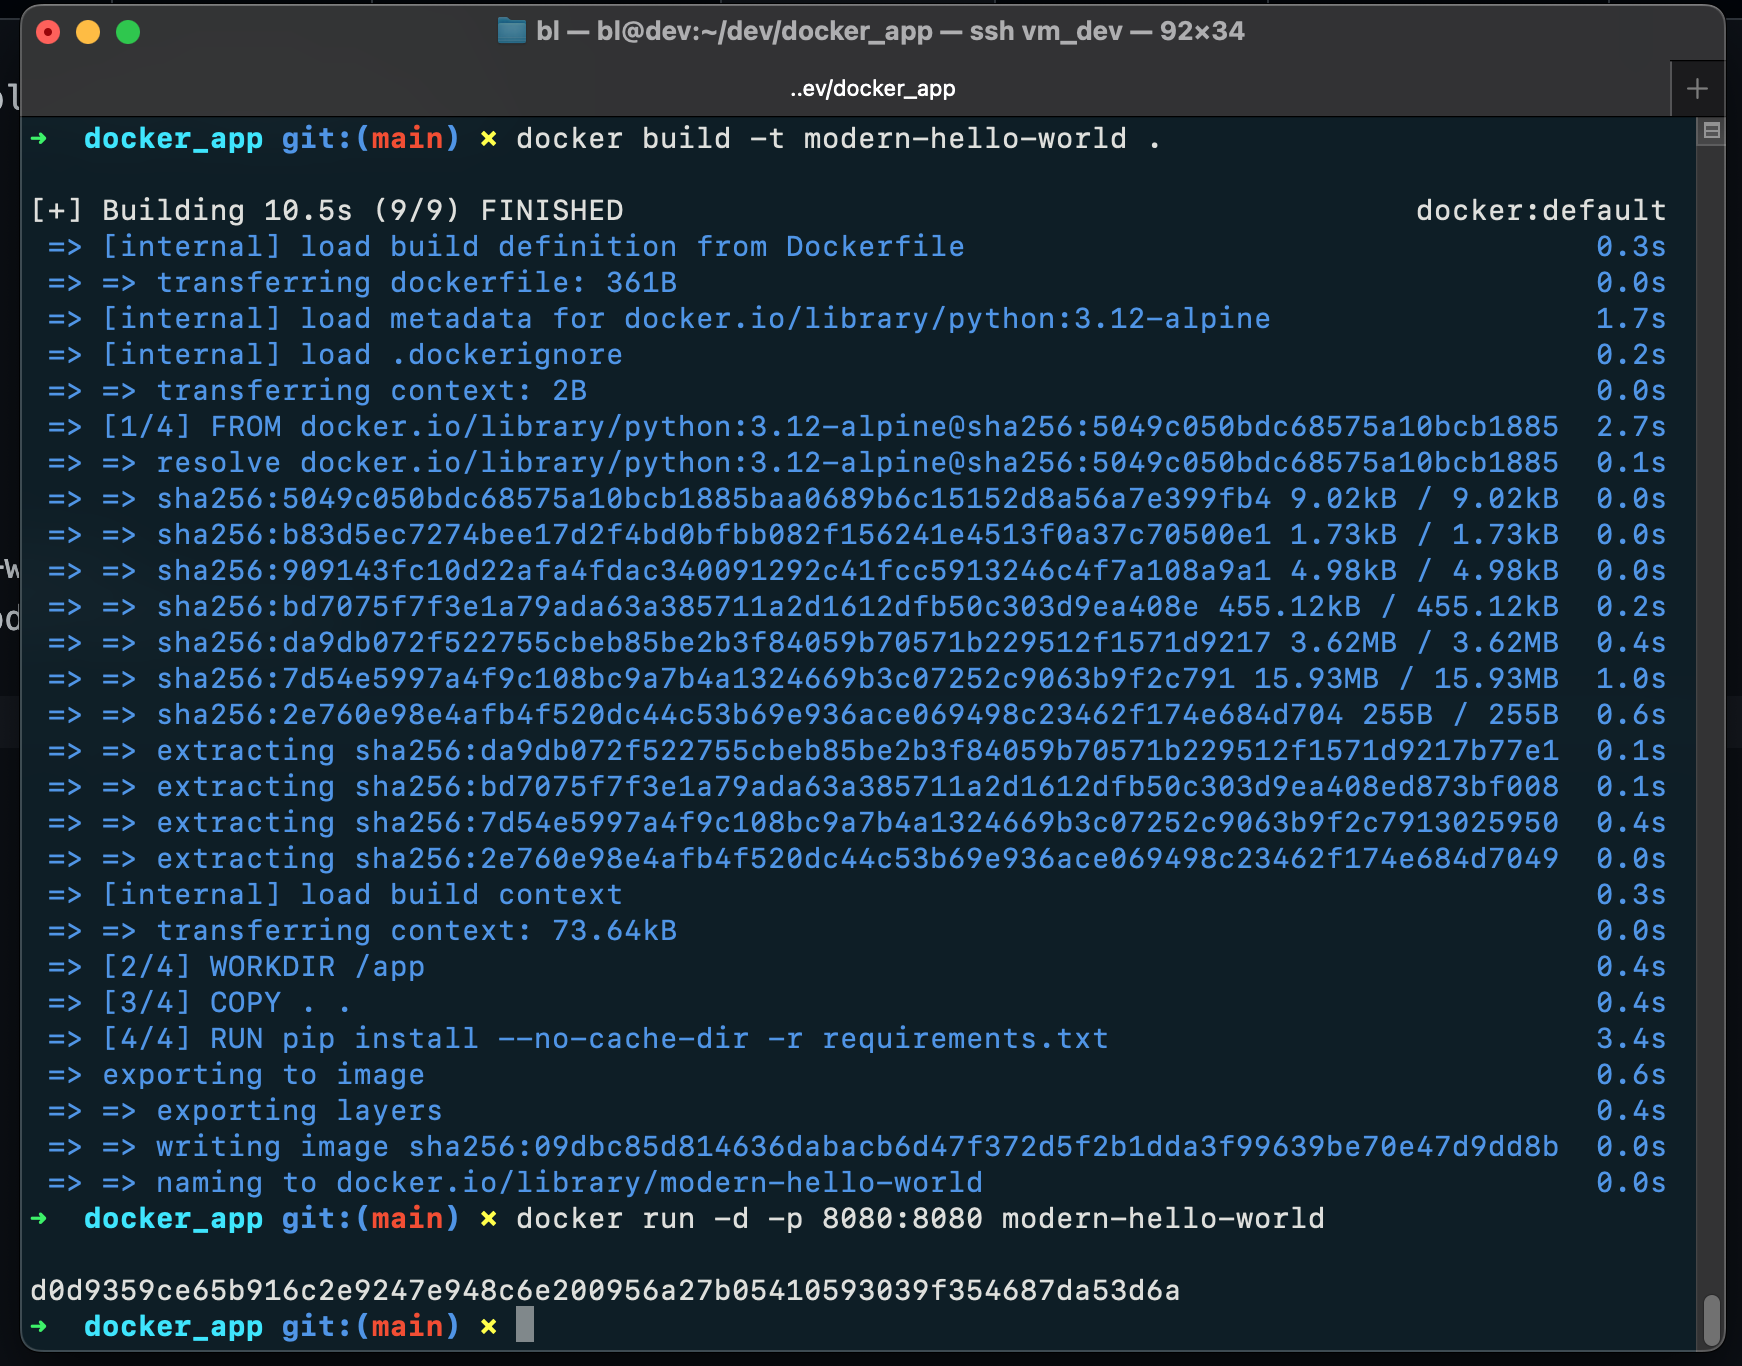 bl — bl@dev:~/dev/docker_app — ssh vm_dev — 92×34
..ev/docker_app
➜  docker_app git:(main) ✗ docker build -t modern-hello-world .
[+] Building 10.5s (9/9) FINISHED docker:default
=> [internal] load build definition from Dockerfile 0.3s
=> => transferring dockerfile: 361B 0.0s
=> [internal] load metadata for docker.io/library/python:3.12-alpine 1.7s
=> [internal] load .dockerignore 0.2s
=> => transferring context: 2B 0.0s
=> [1/4] FROM docker.io/library/python:3.12-alpine@sha256:5049c050bdc68575a10bcb1885 2.7s
=> => resolve docker.io/library/python:3.12-alpine@sha256:5049c050bdc68575a10bcb1885 0.1s
=> => sha256:5049c050bdc68575a10bcb1885baa0689b6c15152d8a56a7e399fb4 9.02kB / 9.02kB 0.0s
=> => sha256:b83d5ec7274bee17d2f4bd0bfbb082f156241e4513f0a37c70500e1 1.73kB / 1.73kB 0.0s
=> => sha256:909143fc10d22afa4fdac340091292c41fcc5913246c4f7a108a9a1 4.98kB / 4.98kB 0.0s
=> => sha256:bd7075f7f3e1a79ada63a385711a2d1612dfb50c303d9ea408e 455.12kB / 455.12kB 0.2s
=> => sha256:da9db072f522755cbeb85be2b3f84059b70571b229512f1571d9217 3.62MB / 3.62MB 0.4s
=> => sha256:7d54e5997a4f9c108bc9a7b4a1324669b3c07252c9063b9f2c791 15.93MB / 15.93MB 1.0s
=> => sha256:2e760e98e4afb4f520dc44c53b69e936ace069498c23462f174e684d704 255B / 255B 0.6s
=> => extracting sha256:da9db072f522755cbeb85be2b3f84059b70571b229512f1571d9217b77e1 0.1s
=> => extracting sha256:bd7075f7f3e1a79ada63a385711a2d1612dfb50c303d9ea408ed873bf008 0.1s
=> => extracting sha256:7d54e5997a4f9c108bc9a7b4a1324669b3c07252c9063b9f2c7913025950 0.4s
=> => extracting sha256:2e760e98e4afb4f520dc44c53b69e936ace069498c23462f174e684d7049 0.0s
=> [internal] load build context 0.3s
=> => transferring context: 73.64kB 0.0s
=> [2/4] WORKDIR /app 0.4s
=> [3/4] COPY . . 0.4s
=> [4/4] RUN pip install --no-cache-dir -r requirements.txt 3.4s
=> exporting to image 0.6s
=> => exporting layers 0.4s
=> => writing image sha256:09dbc85d814636dabacb6d47f372d5f2b1dda3f99639be70e47d9dd8b 0.0s
=> => naming to docker.io/library/modern-hello-world 0.0s
➜  docker_app git:(main) ✗ docker run -d -p 8080:8080 modern-hello-world
d0d9359ce65b916c2e9247e948c6e200956a27b05410593039f354687da53d6a
➜  docker_app git:(main) ✗